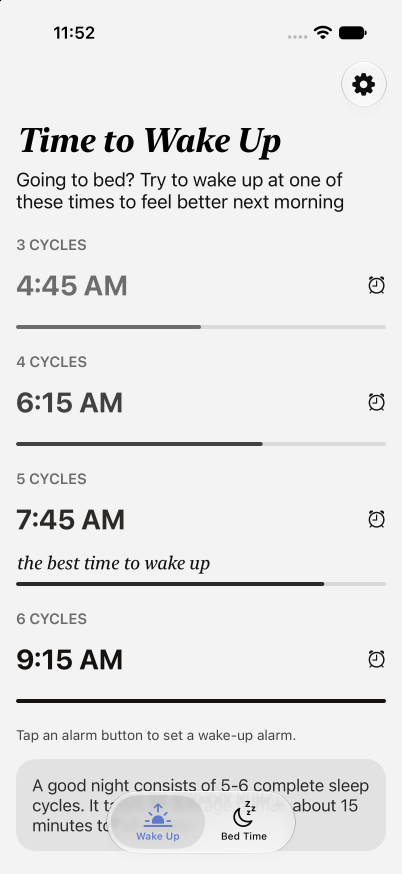 11:52
Time to Wake Up
Going to bed? Try to wake up at one of
these times to feel better next morning
3 CYCLES
4:45 AM
4 CYCLES
6:15 AM
5 CYCLES
7:45 AM
the best time to wake up
6 CYCLES
9:15 AM
Tap an alarm button to set a wake-up alarm.
A good night consists of 5-6 complete sleep
cycles. It about 15
minutes to
Wake Up
Bed Time